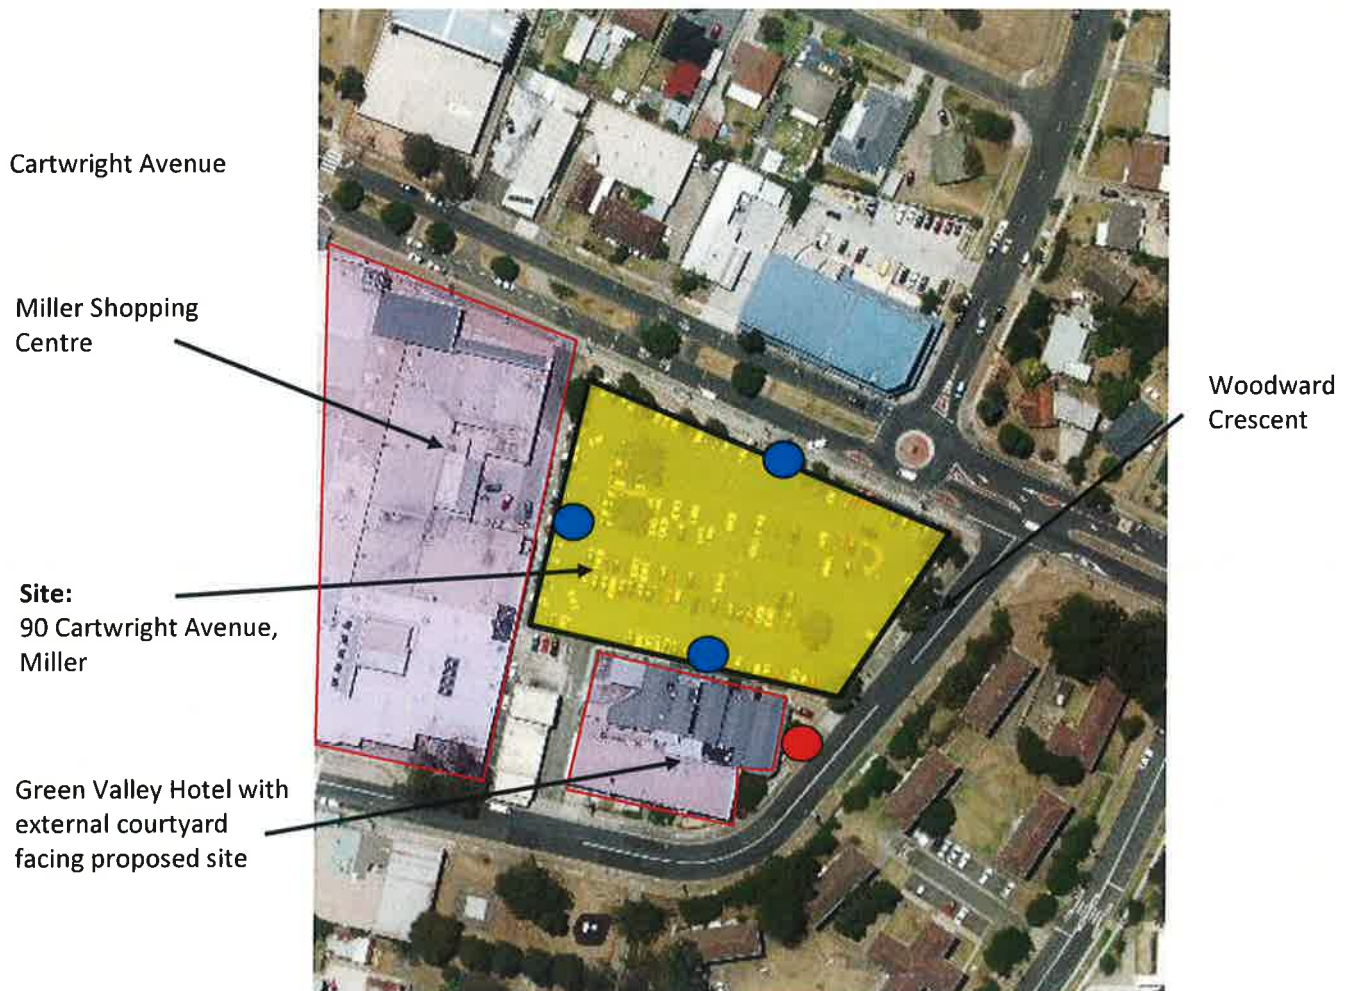 Cartwright Avenue
Miller Shopping
Centre
Woodward
Crescent
Site:
90 Cartwright Avenue,
Miller
Green Valley Hotel with
external courtyard
facing proposed site